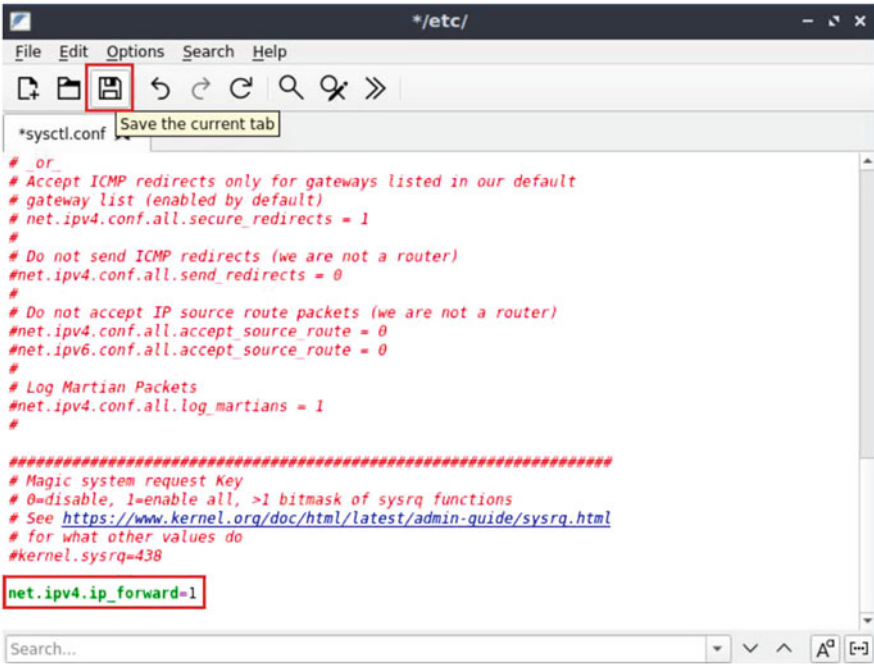 */etc/
File Edit Options Search Help
Save the current tab
*sysctl.conf
# _or_
# Accept ICMP redirects only for gateways listed in our default
# gateway list (enabled by default)
# net.ipv4.conf.all.secure_redirects = 1
#
# Do not send ICMP redirects (we are not a router)
#net.ipv4.conf.all.send_redirects = 0
#
# Do not accept IP source route packets (we are not a router)
#net.ipv4.conf.all.accept_source_route = 0
#net.ipv6.conf.all.accept_source_route = 0
#
# Log Martian Packets
#net.ipv4.conf.all.log_martians = 1
#
###################################################################
# Magic system request Key
# 0=disable, 1=enable all, >1 bitmask of sysrq functions
# See https://www.kernel.org/doc/html/latest/admin-guide/sysrq.html
# for what other values do
#kernel.sysrq=438
net.ipv4.ip_forward=1
Search...